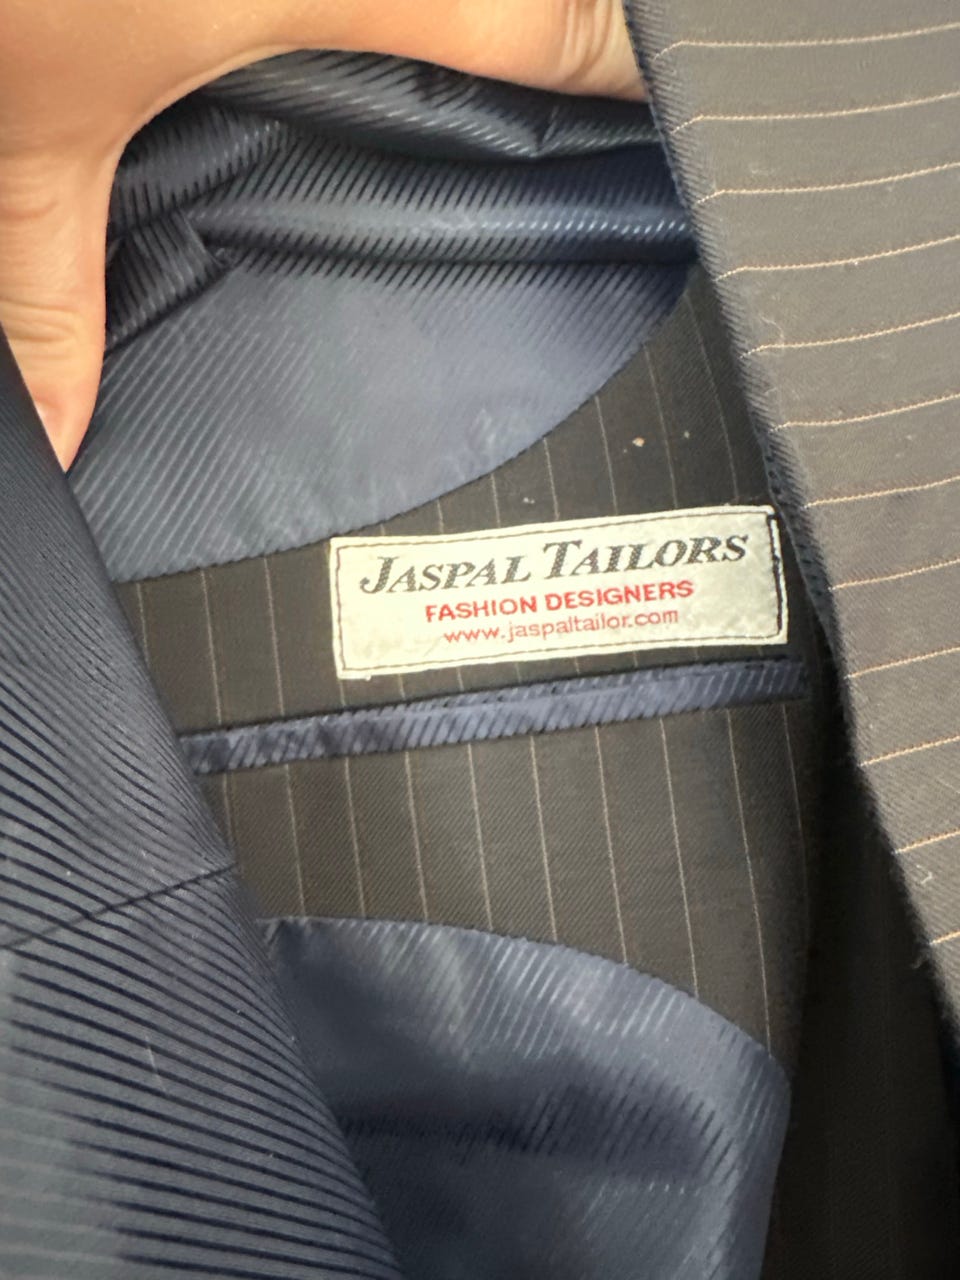 JASPAL TAILORS
FASHION DESIGNERS
www.jaspaltailor.com